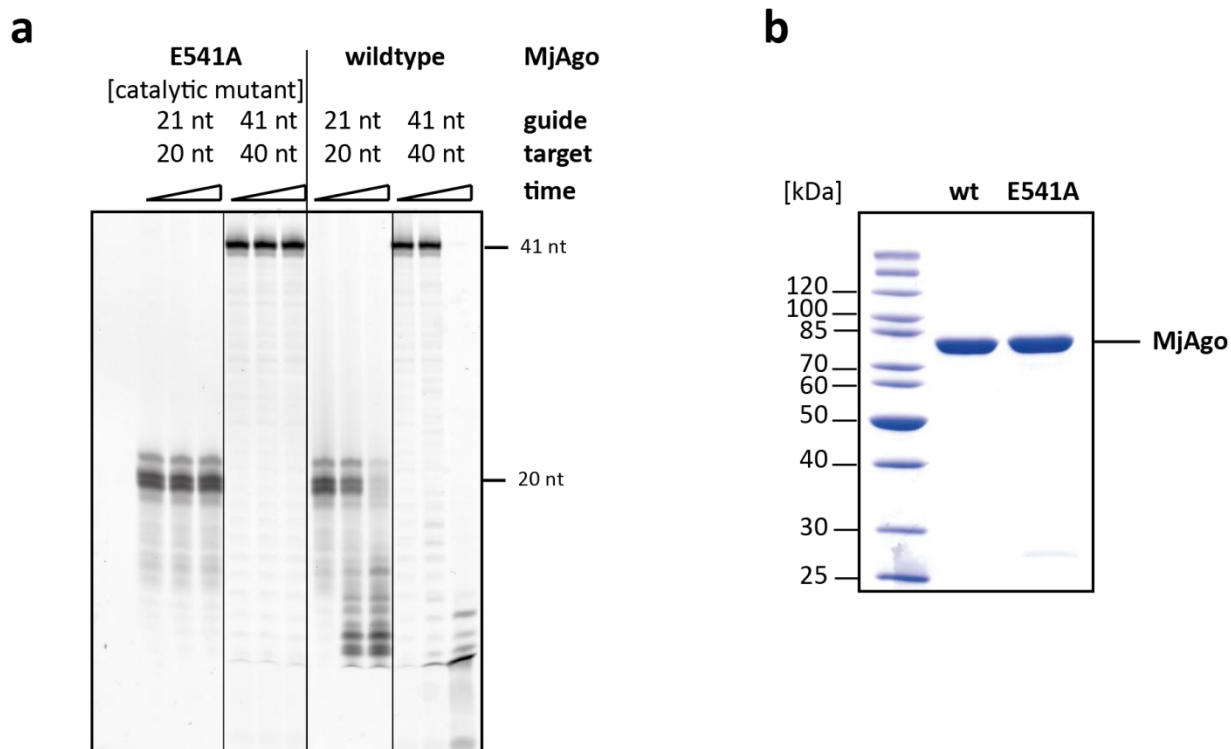 a
E541A wildtype MjAgo
[catalytic mutant]
21 nt 41 nt 21 nt 41 nt guide
20 nt 40 nt 20 nt 40 nt target
time
41 nt
20 nt
b
[kDa] wt E541A
120
100
85
MjAgo
70
60
50
40
30
25